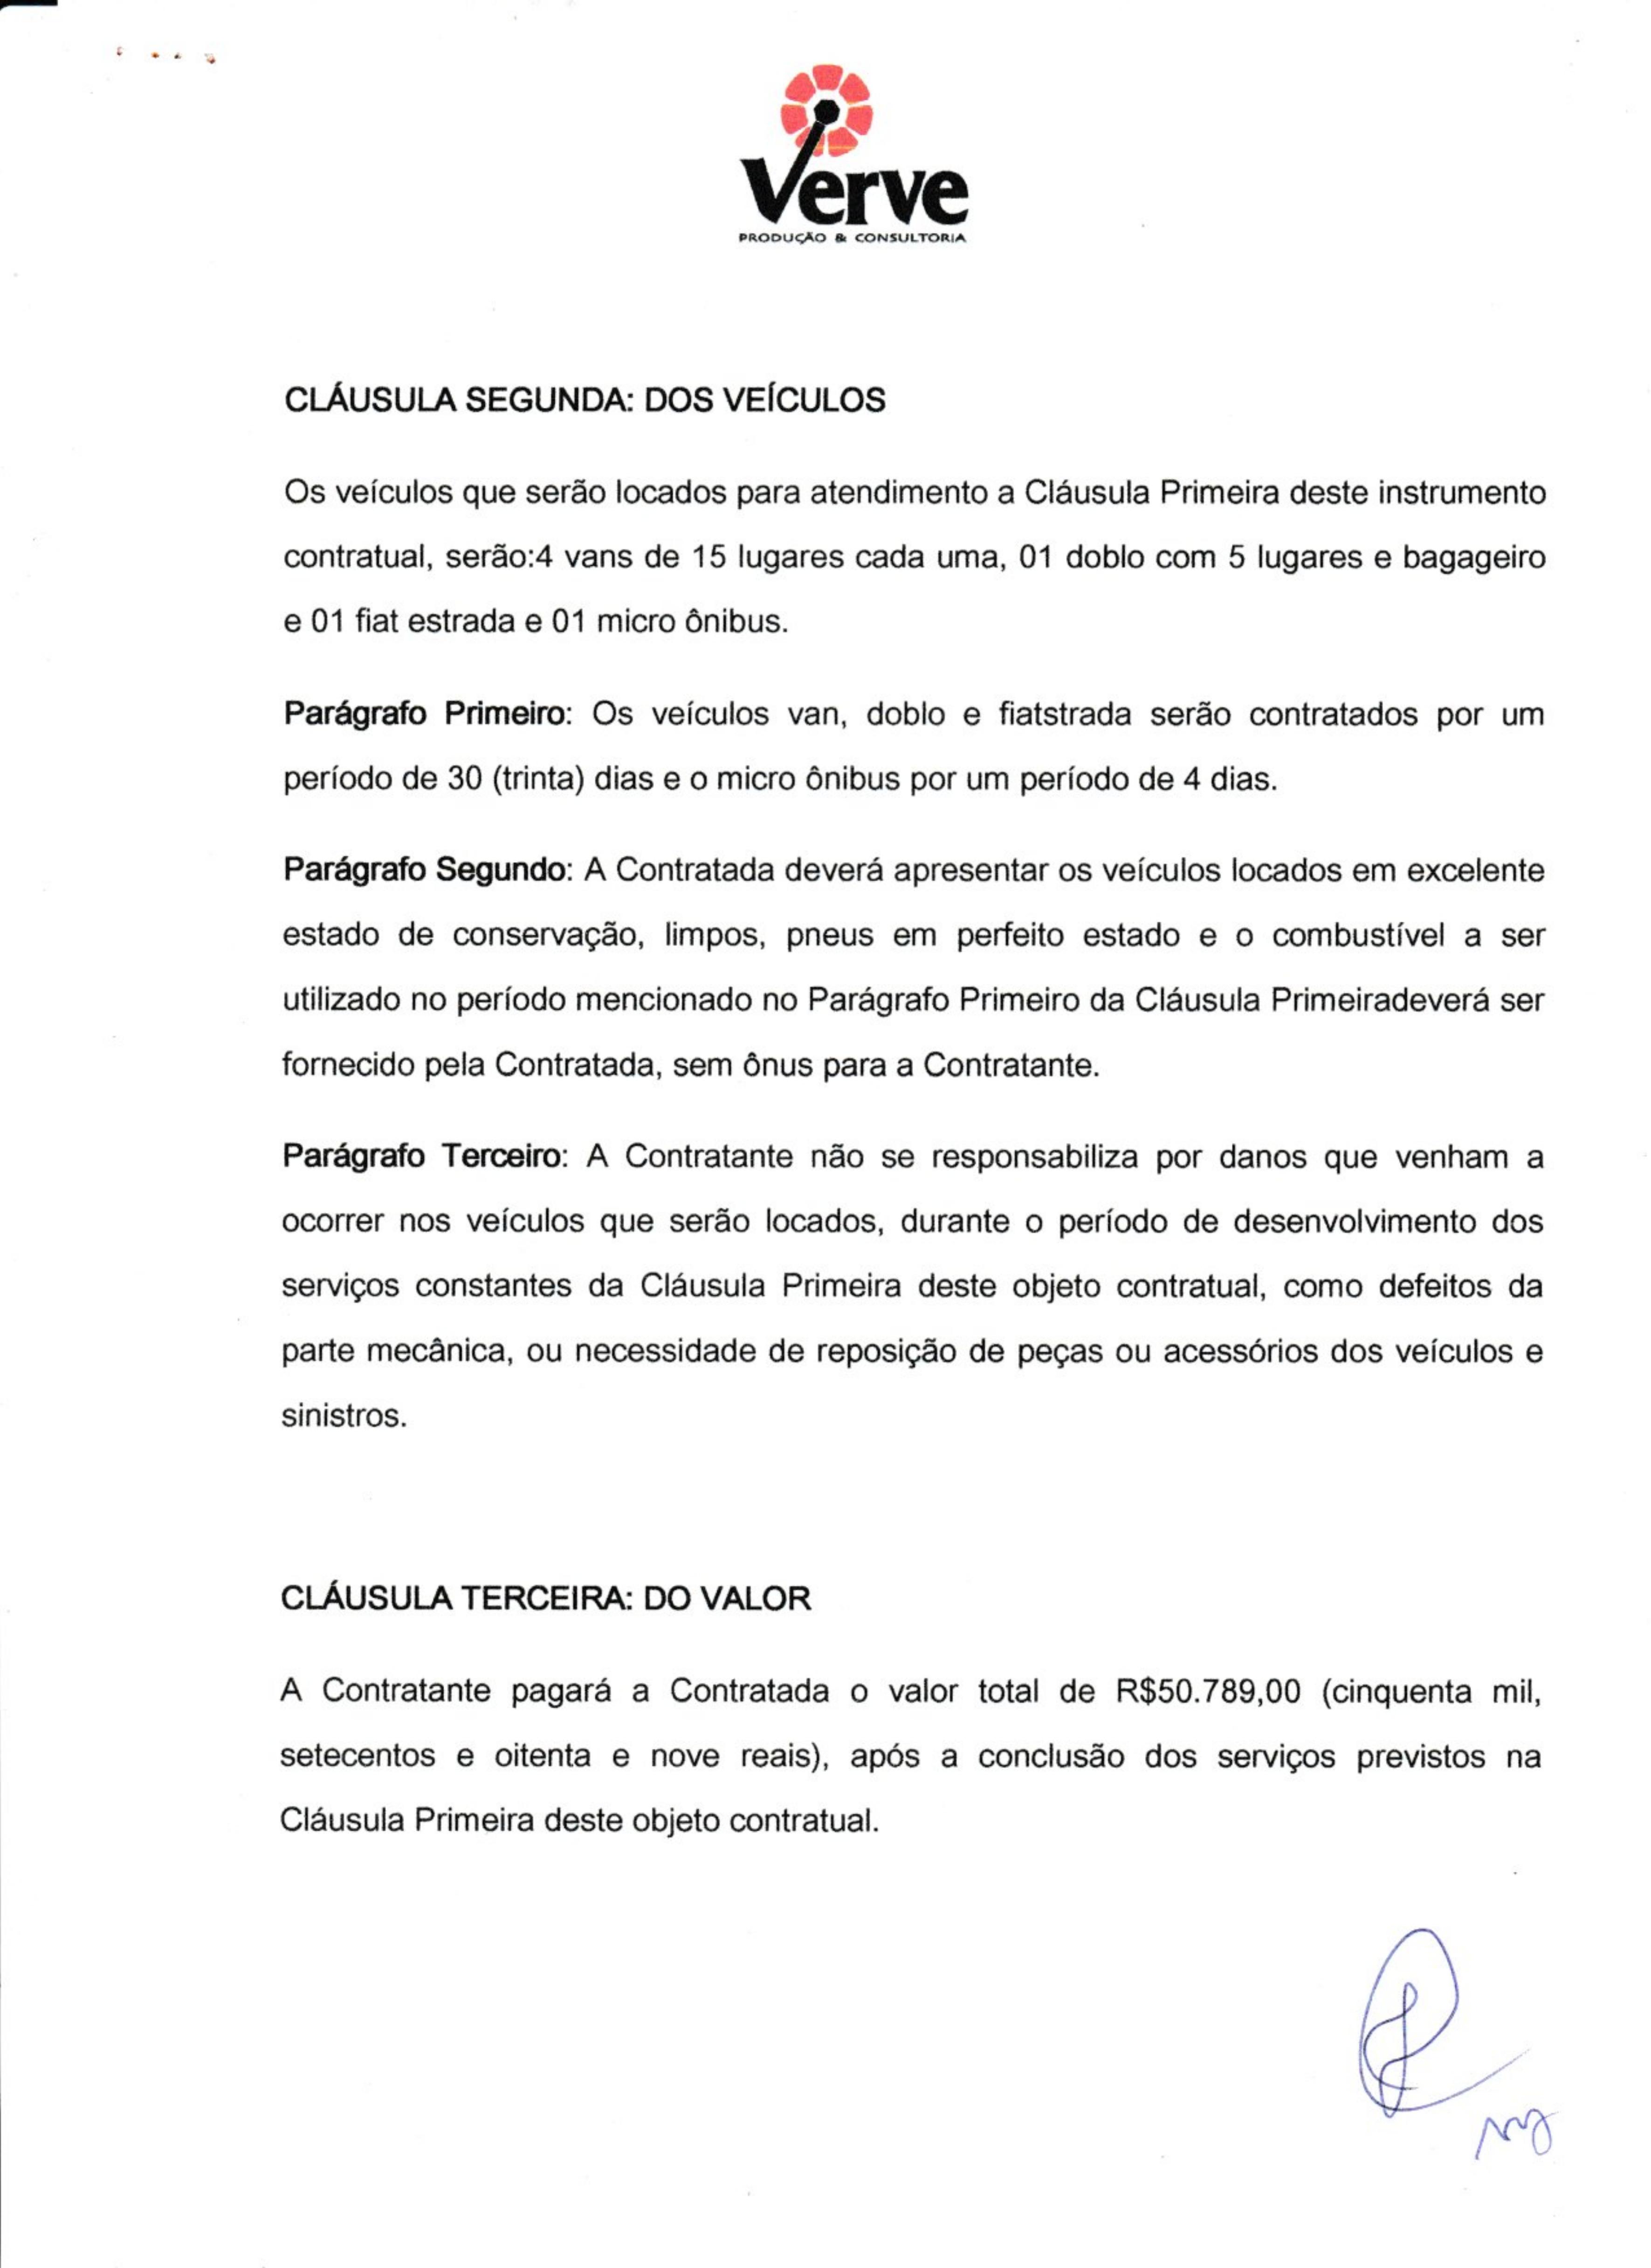 Verve
PRODUÇÃO & CONSULTORIA
CLÁUSULA SEGUNDA: DOS VEÍCULOS
Os veículos que serão locados para atendimento a Cláusula Primeira deste instrumento
contratual, serão:4 vans de 15 lugares cada uma, 01 doblo com 5 lugares e bagageiro
e 01 fiat estrada e 01 micro ônibus.
Parágrafo Primeiro: Os veículos van, doblo e fiatstrada serão contratados por um
período de 30 (trinta) dias e o micro ônibus por um período de 4 dias.
Parágrafo Segundo: A Contratada deverá apresentar os veículos locados em excelente
estado de conservação, limpos, pneus em perfeito estado e o combustível a ser
utilizado no período mencionado no Parágrafo Primeiro da Cláusula Primeiradeverá ser
fornecido pela Contratada, sem ônus para a Contratante.
Parágrafo Terceiro: A Contratante não se responsabiliza por danos que venham a
ocorrer nos veículos que serão locados, durante o período de desenvolvimento dos
serviços constantes da Cláusula Primeira deste objeto contratual, como defeitos da
parte mecânica, ou necessidade de reposição de peças ou acessórios dos veículos e
sinistros.
CLÁUSULA TERCEIRA: DO VALOR
A Contratante pagará a Contratada o valor total de R$50.789,00 (cinquenta mil,
setecentos e oitenta e nove reais), após a conclusão dos serviços previstos na
Cláusula Primeira deste objeto contratual.